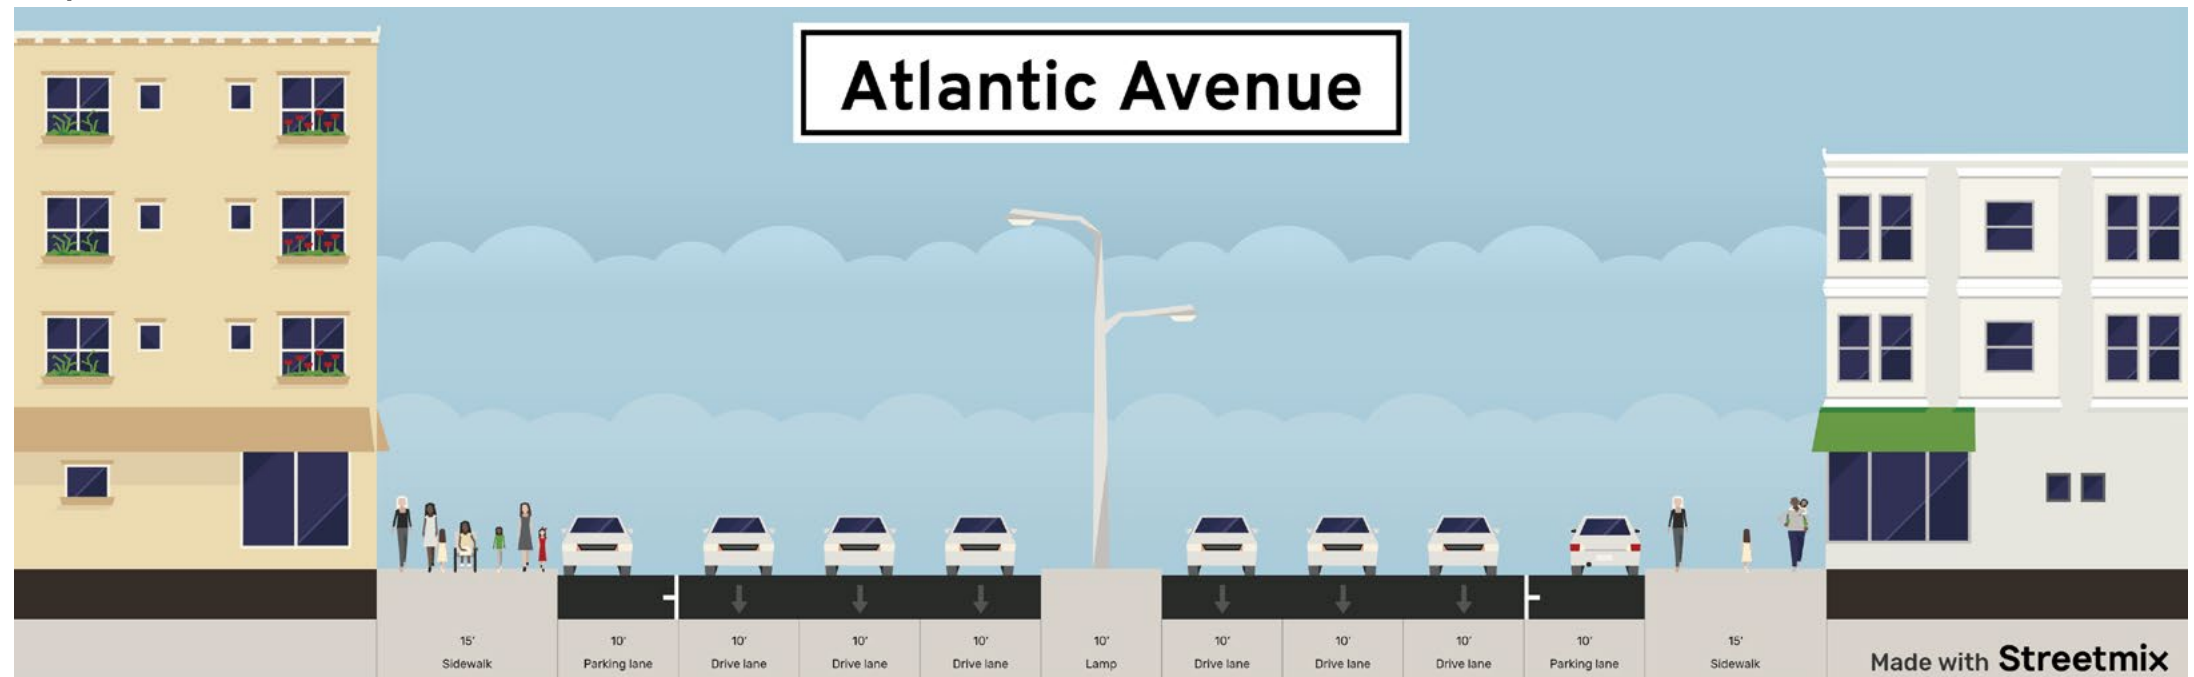 Atlantic Avenue
15' 10' 10' 10' 10' 10' 10' 10' 10' 10' 15'
Sidewalk Parking lane Drive lane Drive lane Drive lane Lamp Drive lane Drive lane Drive lane Parking lane Sidewalk
Made with Streetmix